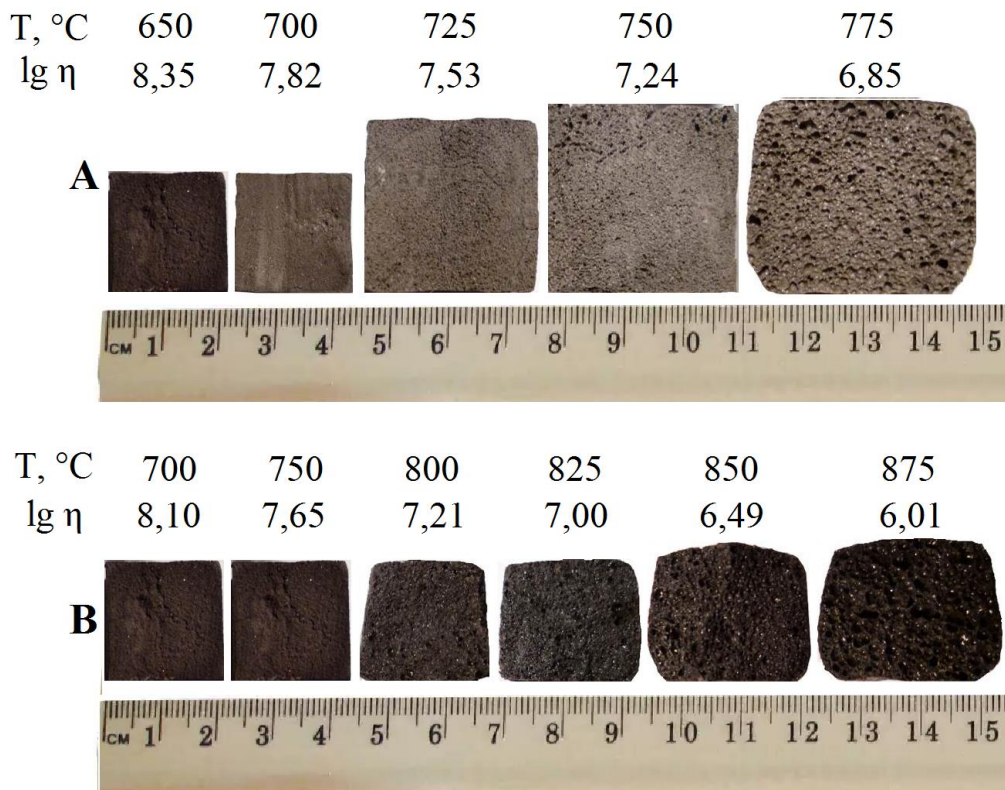 T, °C 650 700 725 750 775
lg η 8,35 7,82 7,53 7,24 6,85
A
CM 1 2 3 4 5 6 7 8 9 10 11 12 13 14 15
T, °C 700 750 800 825 850 875
lg η 8,10 7,65 7,21 7,00 6,49 6,01
B
CM 1 2 3 4 5 6 7 8 9 10 11 12 13 14 15